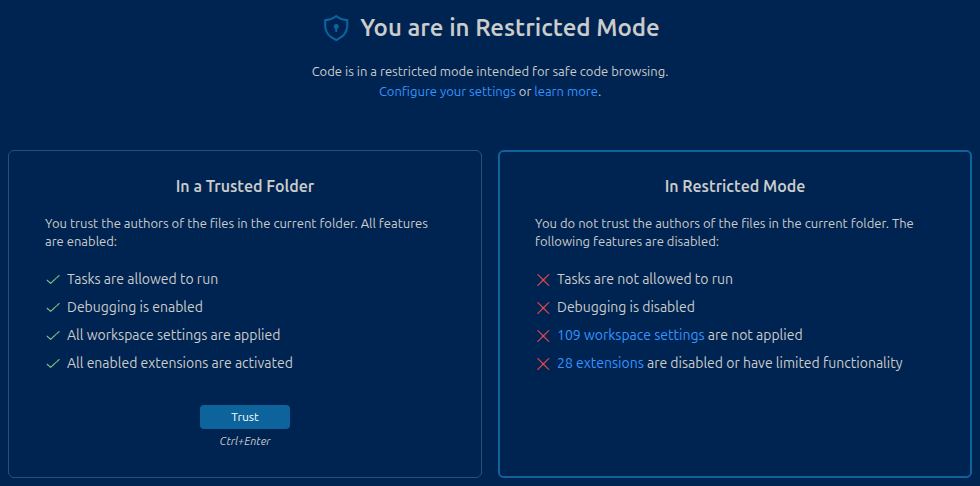 You are in Restricted Mode
Code is in a restricted mode intended for safe code browsing.
Configure your settings or learn more.
In a Trusted Folder
You trust the authors of the files in the current folder. All features
are enabled:
Tasks are allowed to run
Debugging is enabled
All workspace settings are applied
All enabled extensions are activated
Trust
Ctrl+Enter
In Restricted Mode
You do not trust the authors of the files in the current folder. The
following features are disabled:
Tasks are not allowed to run
Debugging is disabled
109 workspace settings are not applied
28 extensions are disabled or have limited functionality